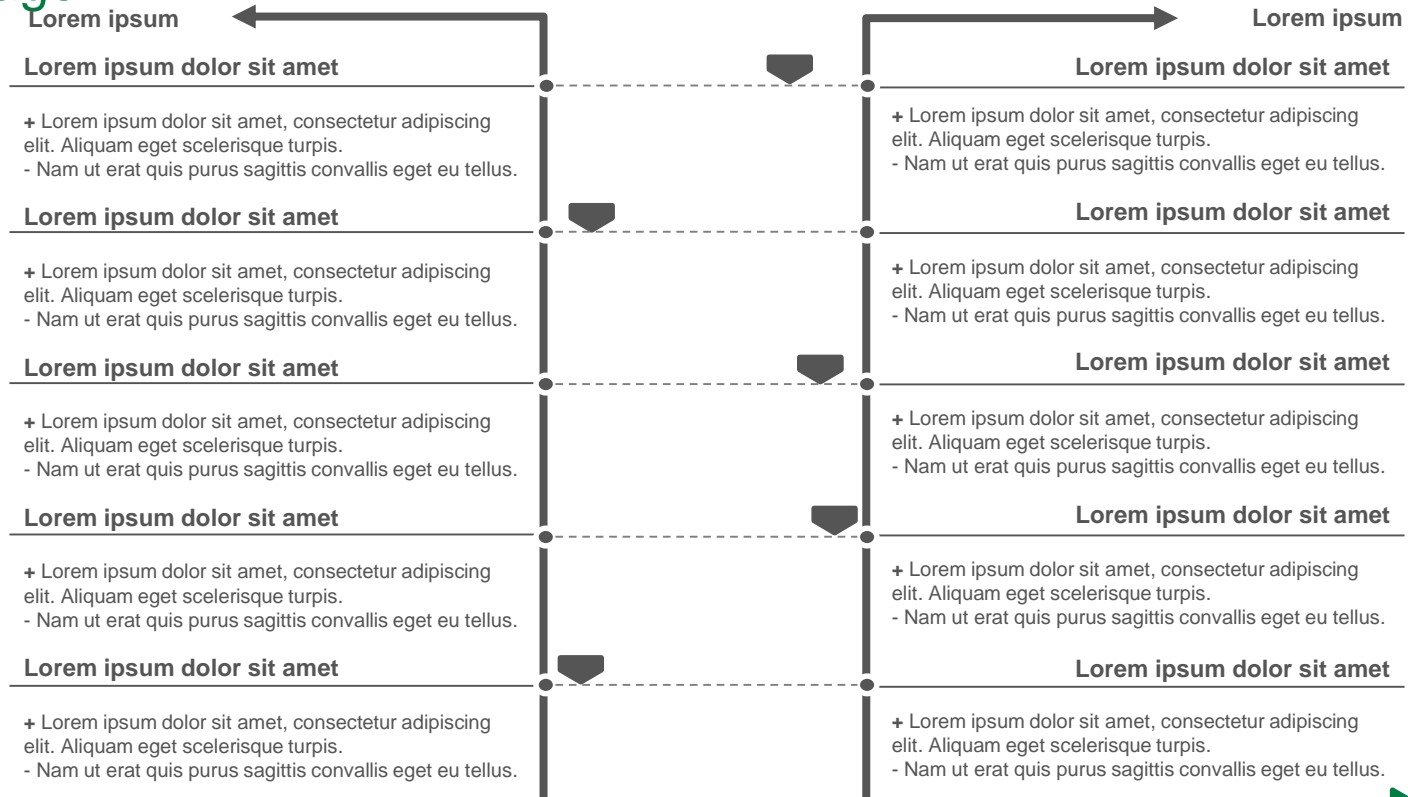 Lorem ipsum
Lorem ipsum
Lorem ipsum dolor sit amet
+ Lorem ipsum dolor sit amet, consectetur adipiscing
elit. Aliquam eget scelerisque turpis.
- Nam ut erat quis purus sagittis convallis eget eu tellus.
Lorem ipsum dolor sit amet
+ Lorem ipsum dolor sit amet, consectetur adipiscing
elit. Aliquam eget scelerisque turpis.
- Nam ut erat quis purus sagittis convallis eget eu tellus.
Lorem ipsum dolor sit amet
+ Lorem ipsum dolor sit amet, consectetur adipiscing
elit. Aliquam eget scelerisque turpis.
- Nam ut erat quis purus sagittis convallis eget eu tellus.
Lorem ipsum dolor sit amet
+ Lorem ipsum dolor sit amet, consectetur adipiscing
elit. Aliquam eget scelerisque turpis.
- Nam ut erat quis purus sagittis convallis eget eu tellus.
Lorem ipsum dolor sit amet
+ Lorem ipsum dolor sit amet, consectetur adipiscing
elit. Aliquam eget scelerisque turpis.
- Nam ut erat quis purus sagittis convallis eget eu tellus.
Lorem ipsum dolor sit amet
+ Lorem ipsum dolor sit amet, consectetur adipiscing
elit. Aliquam eget scelerisque turpis.
- Nam ut erat quis purus sagittis convallis eget eu tellus.
Lorem ipsum dolor sit amet
+ Lorem ipsum dolor sit amet, consectetur adipiscing
elit. Aliquam eget scelerisque turpis.
- Nam ut erat quis purus sagittis convallis eget eu tellus.
Lorem ipsum dolor sit amet
+ Lorem ipsum dolor sit amet, consectetur adipiscing
elit. Aliquam eget scelerisque turpis.
- Nam ut erat quis purus sagittis convallis eget eu tellus.
Lorem ipsum dolor sit amet
+ Lorem ipsum dolor sit amet, consectetur adipiscing
elit. Aliquam eget scelerisque turpis.
- Nam ut erat quis purus sagittis convallis eget eu tellus.
Lorem ipsum dolor sit amet
+ Lorem ipsum dolor sit amet, consectetur adipiscing
elit. Aliquam eget scelerisque turpis.
- Nam ut erat quis purus sagittis convallis eget eu tellus.